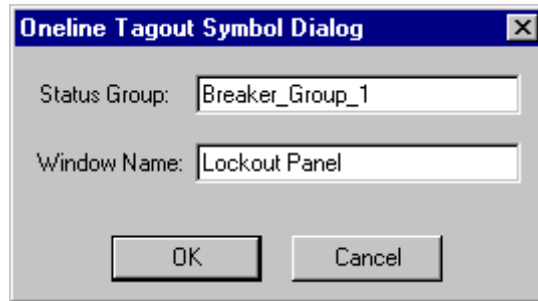 Oneline Tagout Symbol Dialog
Status Group: Breaker_Group_1
Window Name: Lockout Panel
OK Cancel